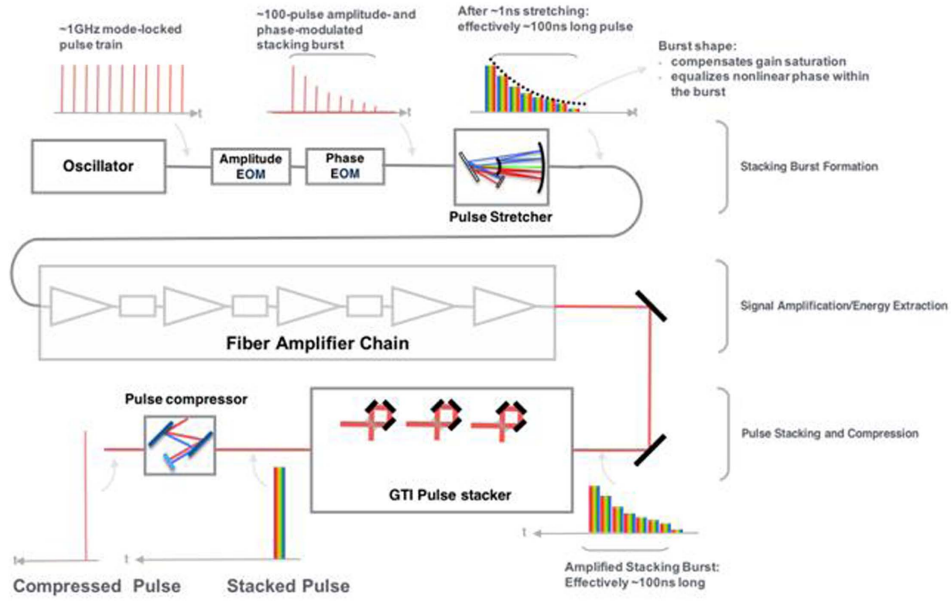 ~1GHz mode-locked
pulse train
~100-pulse amplitude- and
phase-modulated
stacking burst
After ~1ns stretching:
effectively ~100ns long pulse
Burst shape:
- compensates gain saturation
- equalizes nonlinear phase within
the burst
t
t
t
Oscillator
Amplitude
EOM
Phase
EOM
Pulse Stretcher
Stacking Burst Formation
Fiber Amplifier Chain
Signal Amplification/Energy Extraction
Pulse compressor
GTI Pulse stacker
Pulse Stacking and Compression
t
t
t
Compressed Pulse
Stacked Pulse
Amplified Stacking Burst:
Effectively ~100ns long